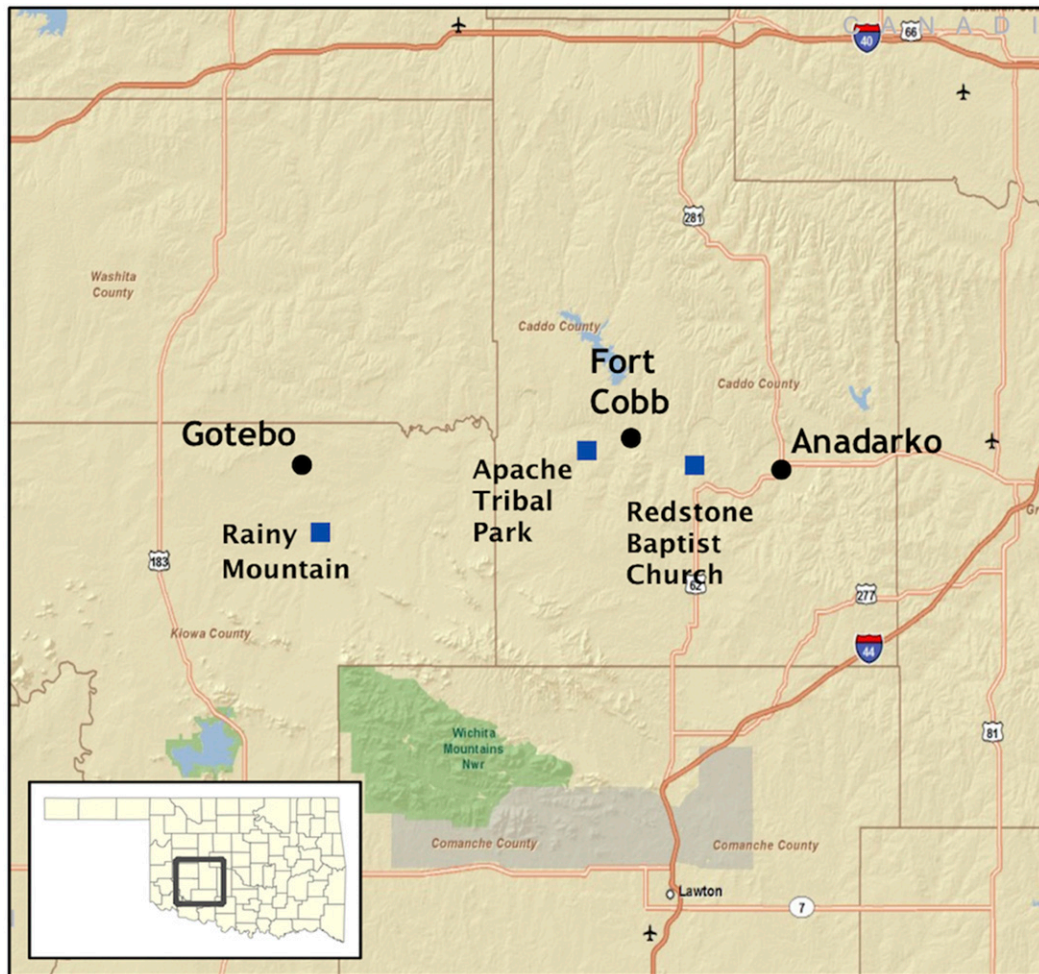 CANADI
40
66
281
Washita
County
Caddo County
Fort
Cobb
Caddo County
Gotebo
Anadarko
Apache
Tribal
Park
Redstone
Baptist
Church
Rainy
Mountain
183
62
277
Kiowa County
44
Wichita
Mountains
Nwr
81
Comanche County
Comanche County
Lawton
7